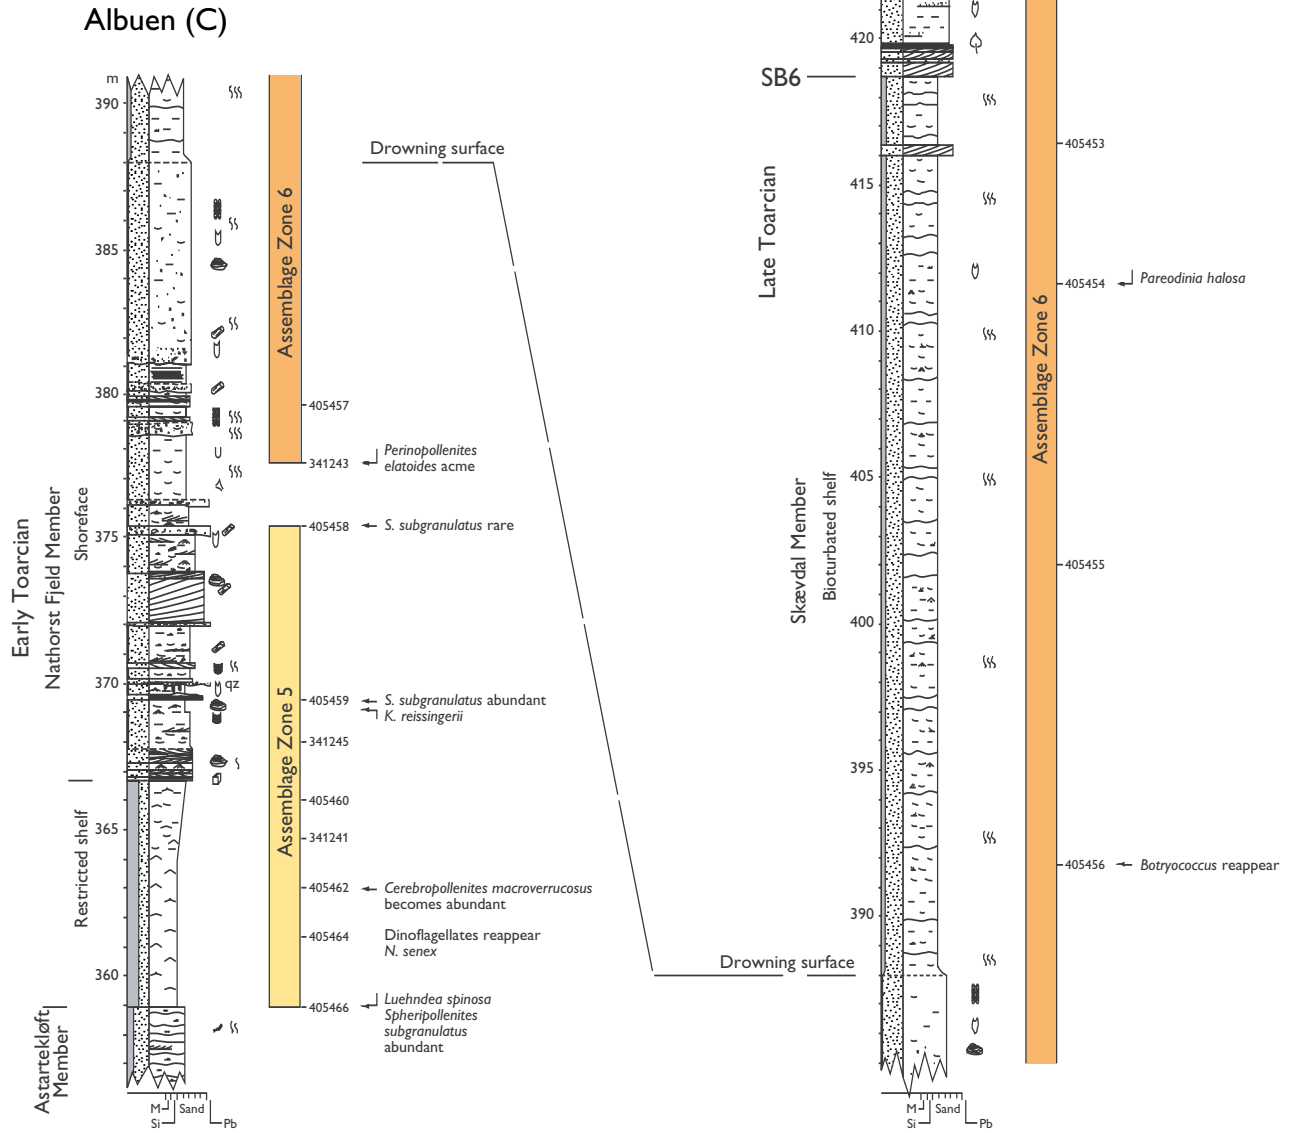 Albuen (C)
m
390
385
380
375
370
365
360
Early Toarcian
Nathorst Fjeld Member
Shoreface
Restricted shelf
Astartekløft
Member
qz
M
Sand
Si
Pb
Assemblage Zone 6
405457
341243
Perinopollenites
elatoides acme
Assemblage Zone 5
405458
S. subgranulatus rare
405459
S. subgranulatus abundant
K. reissingerii
341245
405460
341241
405462
Cerebropollenites macroverrucosus
becomes abundant
405464
Dinoflagellates reappear
N. senex
405466
Luehndea spinosa
Spheripollenites
subgranulatus
abundant
Drowning surface
Drowning surface
SB6
Late Toarcian
Skævdal Member
Bioturbated shelf
420
415
410
405
400
395
390
M
Sand
Si
Pb
Assemblage Zone 6
405453
405454
Pareodinia halosa
405455
405456
Botryococcus reappear